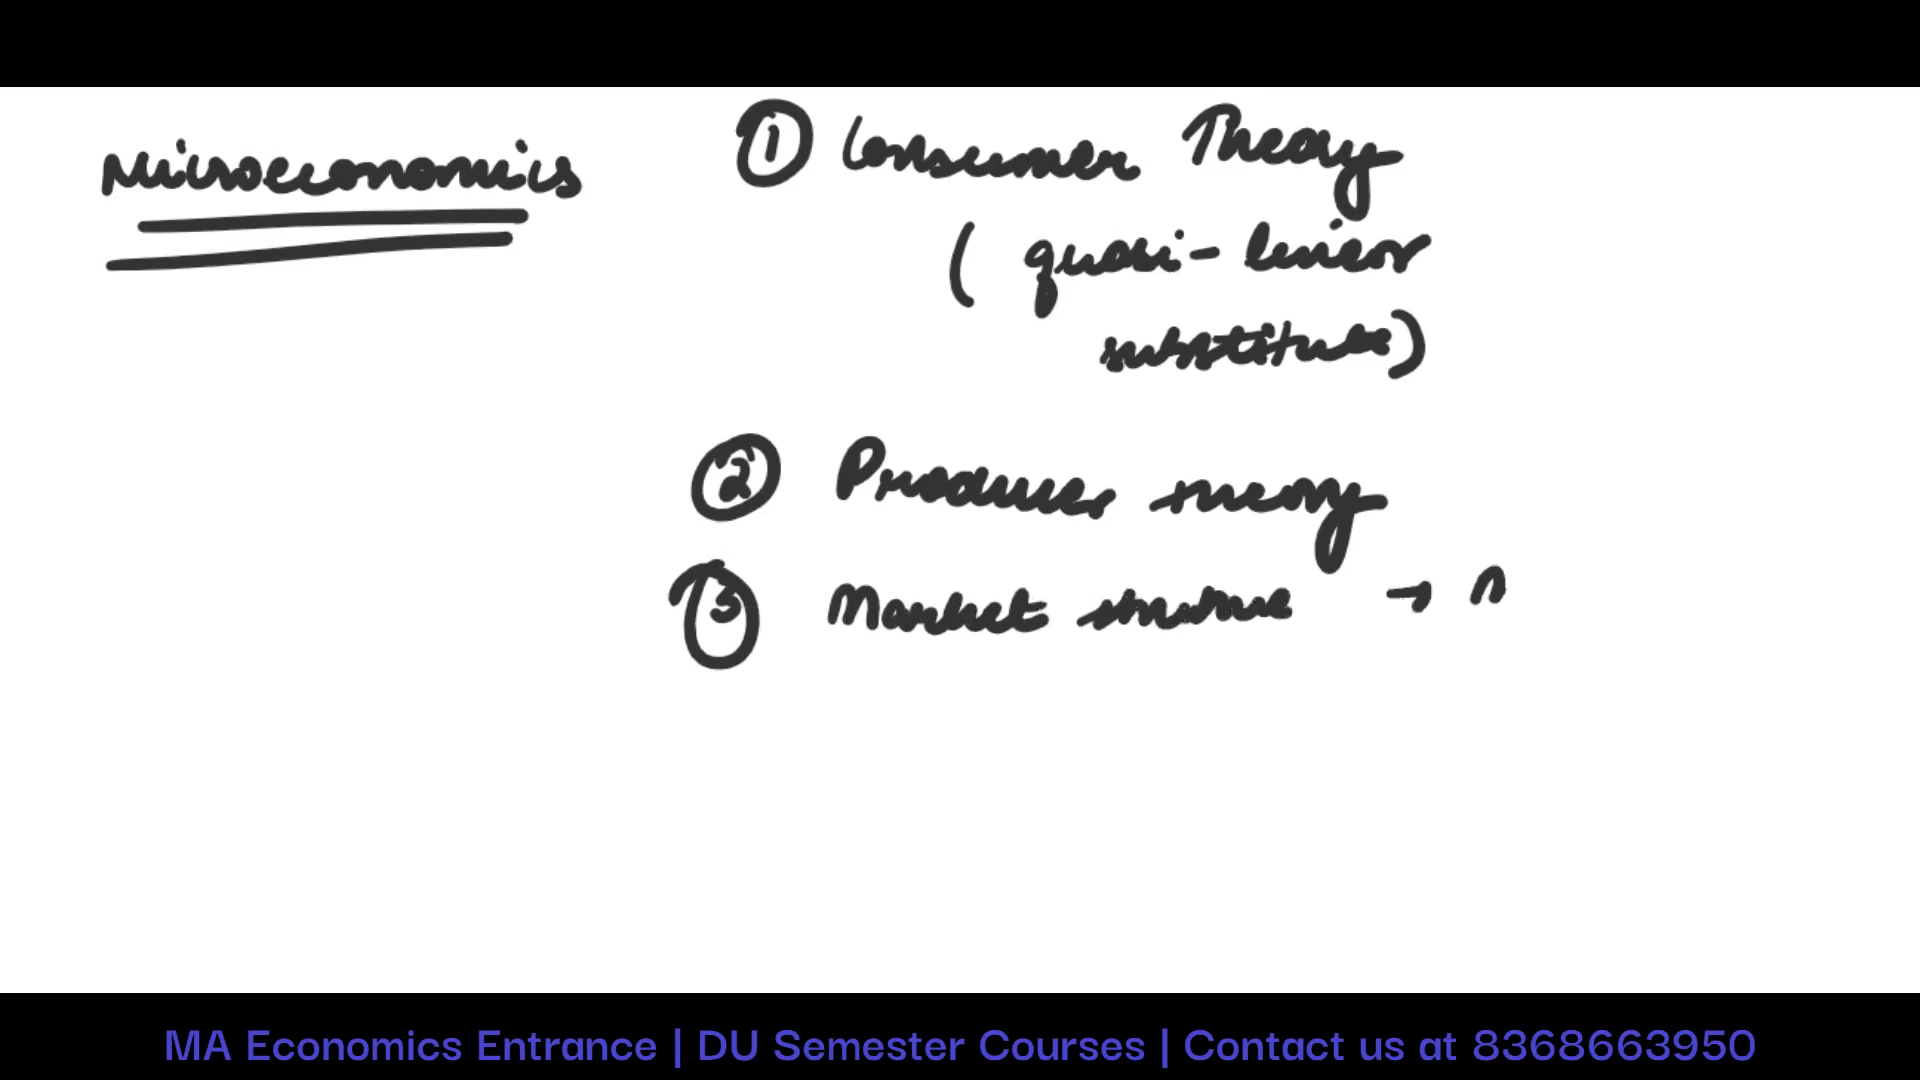 Microeconomics
① Consumer Theory
( quasi-linear
substitutes)
② Producer theory
③ Market structure →
MA Economics Entrance | DU Semester Courses | Contact us at 8368663950